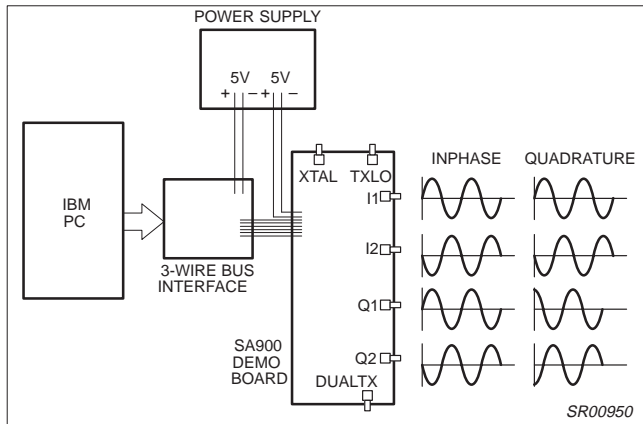 POWER SUPPLY
5V 5V
+ − + −
IBM
PC
3-WIRE BUS
INTERFACE
XTAL TXLO
I1
I2
Q1
Q2
DUALTX
SA900
DEMO
BOARD
INPHASE QUADRATURE
SR00950